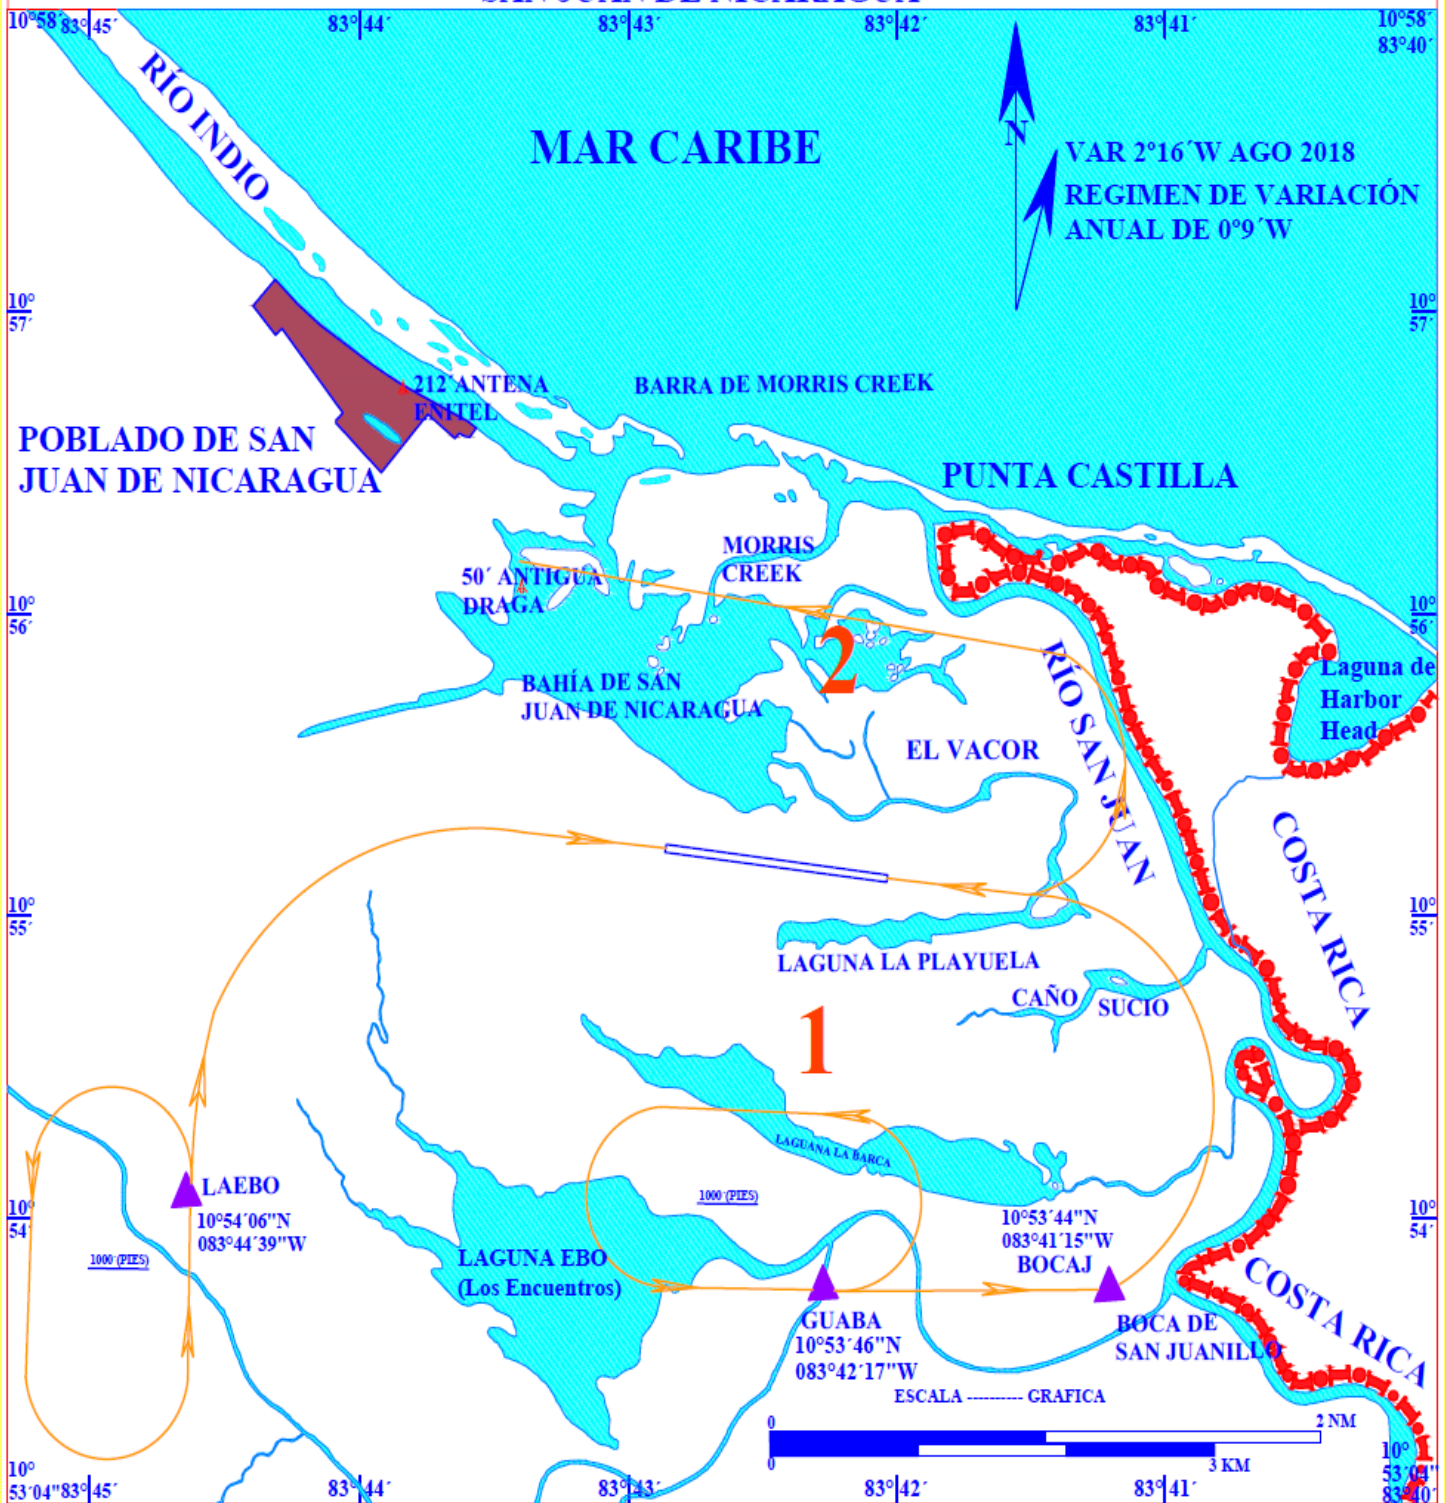 SAN JUAN DE NICARAGUA
10°58´
83°45´
83°44´
83°43´
83°42´
83°41´
10°58´
83°40´
RÍO INDIO
MAR CARIBE
N
VAR 2º16´W AGO 2018
REGIMEN DE VARIACIÓN
ANUAL DE 0º9´W
10°
57´
10°
57´
212´ANTENA
ENITEL
BARRA DE MORRIS CREEK
POBLADO DE SAN
JUAN DE NICARAGUA
PUNTA CASTILLA
MORRIS
CREEK
50´ ANTIGUA
DRAGA
10°
56´
10°
56´
2
RÍO SAN JUAN
Laguna de
Harbor
Head
BAHÍA DE SAN
JUAN DE NICARAGUA
EL VACOR
COSTA RICA
10°
55´
10°
55´
LAGUNA LA PLAYUELA
CAÑO SUCIO
1
LAGUANA LA BARCA
LAEBO
10°54´06"N
083°44´39"W
1000´(PIES)
1000´(PIES)
10°
54´
10°
54´
10°53´44"N
083°41´15"W
BOCAJ
LAGUNA EBO
(Los Encuentros)
COSTA RICA
GUABA
10°53´46"N
083°42´17"W
BOCA DE
SAN JUANILLO
ESCALA ---------- GRAFICA
0
2 NM
0
3 KM
10°
53´04"
83°45´
83°44´
83°43´
83°42´
83°41´
10°
53´04"
83°40´